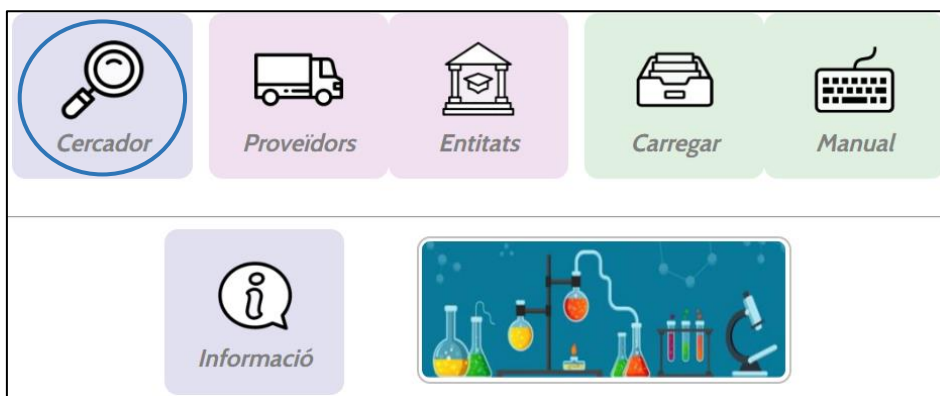 Cercador
Proveïdors
Entitats
Carregar
Manual
Informació